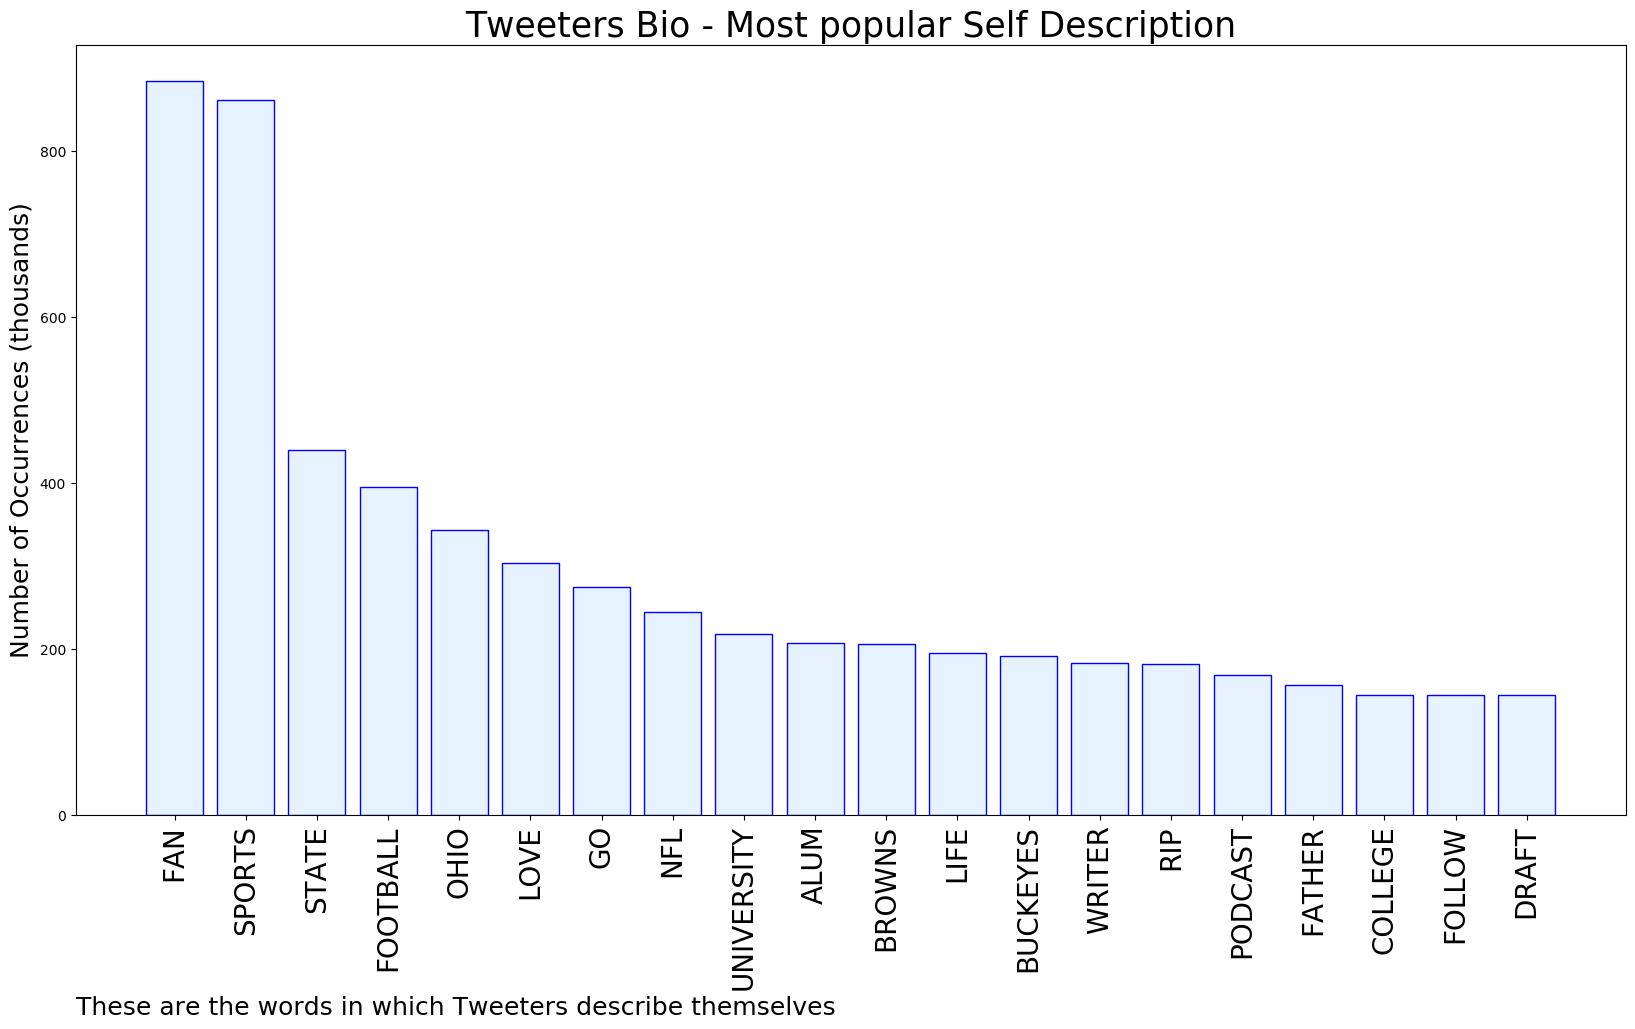 Tweeters Bio - Most popular Self Description
Number of Occurrences (thousands)
800
600
400
200
0
FAN
SPORTS
STATE
FOOTBALL
OHIO
LOVE
GO
NFL
UNIVERSITY
ALUM
BROWNS
LIFE
BUCKEYES
WRITER
RIP
PODCAST
FATHER
COLLEGE
FOLLOW
DRAFT
These are the words in which Tweeters describe themselves